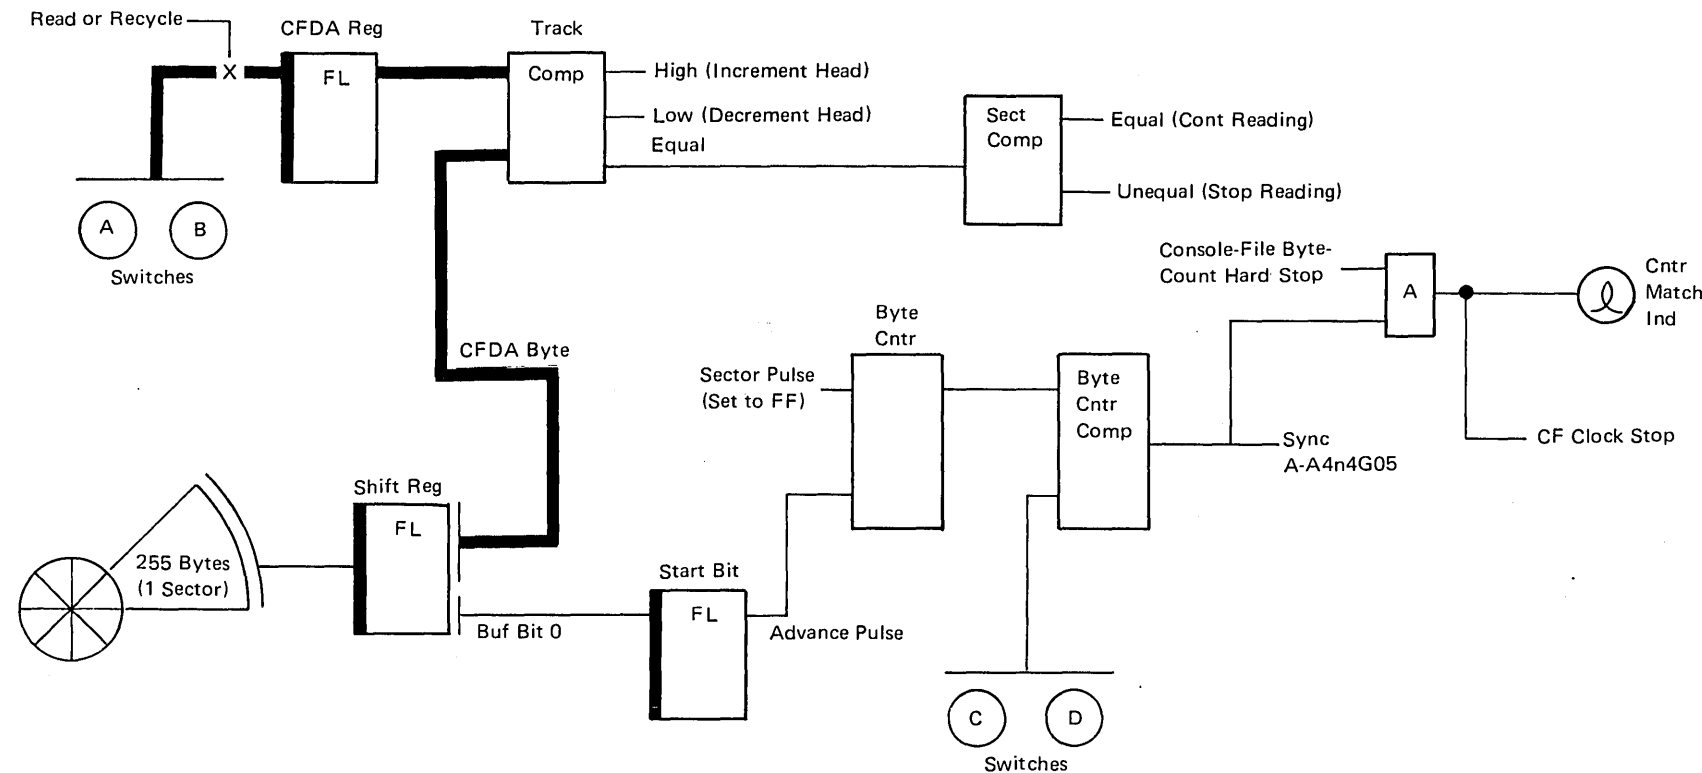 Read or Recycle
X
CFDA Reg
FL
Track
Comp
High (Increment Head)
Low (Decrement Head)
Equal
Sect
Comp
Equal (Cont Reading)
Unequal (Stop Reading)
A
B
Switches
Console-File Byte-
Count Hard Stop
A
Cntr
Match
Ind
CFDA Byte
Byte
Cntr
Sector Pulse
(Set to FF)
Byte
Cntr
Comp
Sync
A-A4n4G05
CF Clock Stop
Shift Reg
FL
255 Bytes
(1 Sector)
Buf Bit 0
Start Bit
FL
Advance Pulse
C
D
Switches